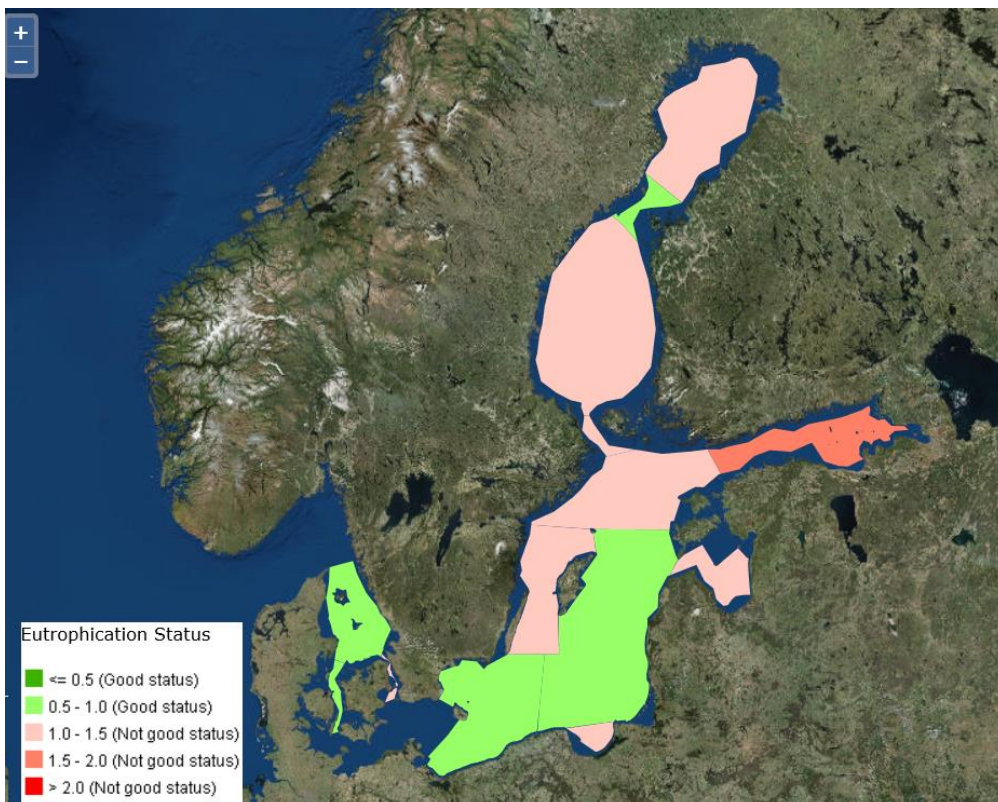 +
−
Eutrophication Status
<= 0.5 (Good status)
0.5 - 1.0 (Good status)
1.0 - 1.5 (Not good status)
1.5 - 2.0 (Not good status)
> 2.0 (Not good status)